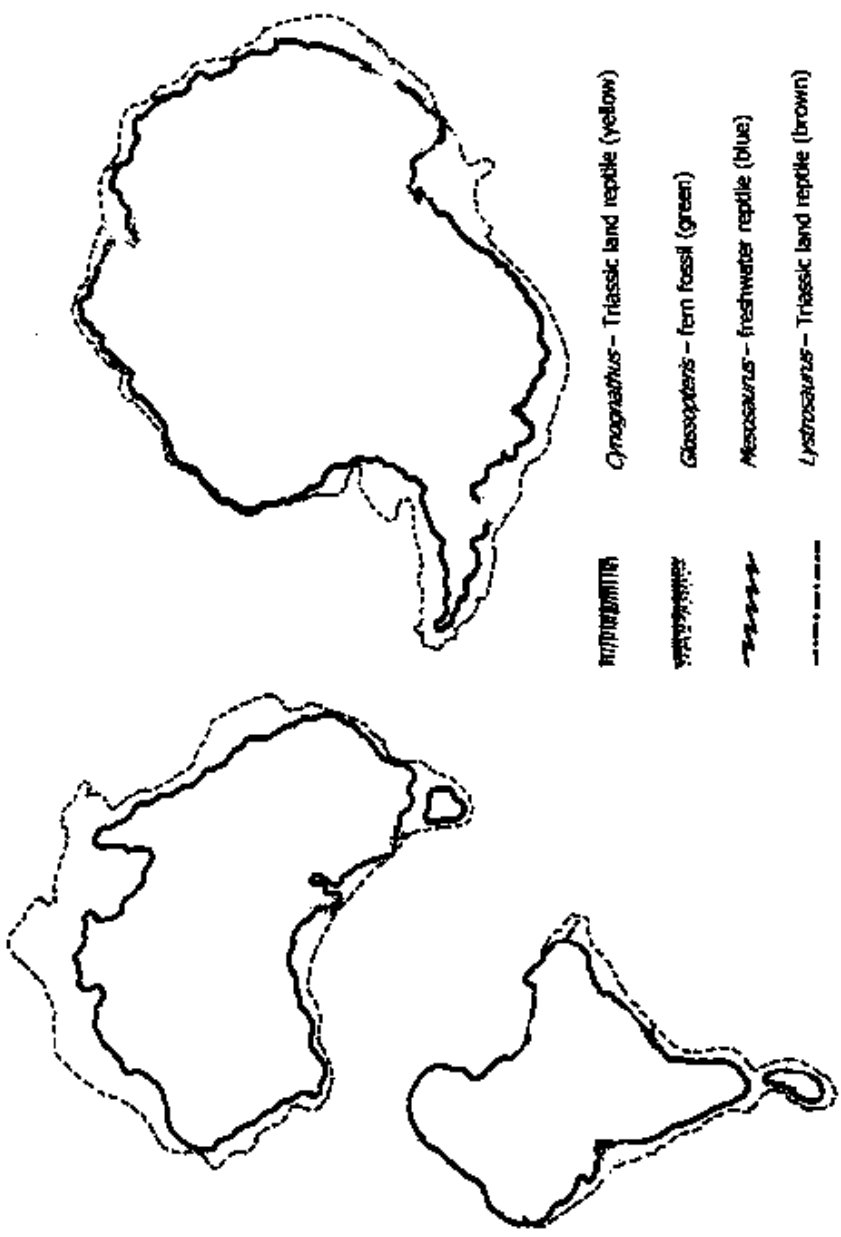 Cynognathus – Triassic land reptile (yellow)
Glossopteris – fern fossil (green)
Mesosaurus – freshwater reptile (blue)
Lystrosaurus – Triassic land reptile (brown)